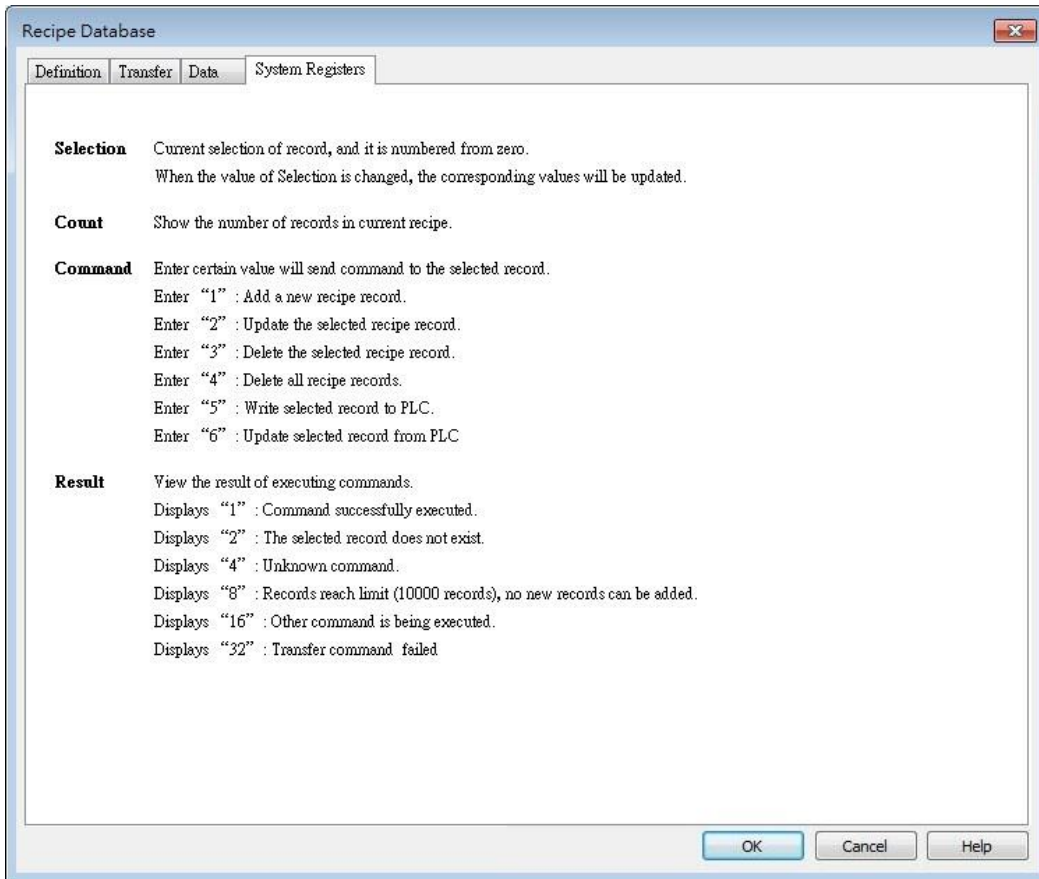 Recipe Database
Definition Transfer Data System Registers
Selection Current selection of record, and it is numbered from zero.
When the value of Selection is changed, the corresponding values will be updated.
Count Show the number of records in current recipe.
Command Enter certain value will send command to the selected record.
Enter “1” : Add a new recipe record.
Enter “2” : Update the selected recipe record.
Enter “3” : Delete the selected recipe record.
Enter “4” : Delete all recipe records.
Enter “5” : Write selected record to PLC.
Enter “6” : Update selected record from PLC
Result View the result of executing commands.
Displays “1” : Command successfully executed.
Displays “2” : The selected record does not exist.
Displays “4” : Unknown command.
Displays “8” : Records reach limit (10000 records), no new records can be added.
Displays “16” : Other command is being executed.
Displays “32” : Transfer command failed
OK Cancel Help